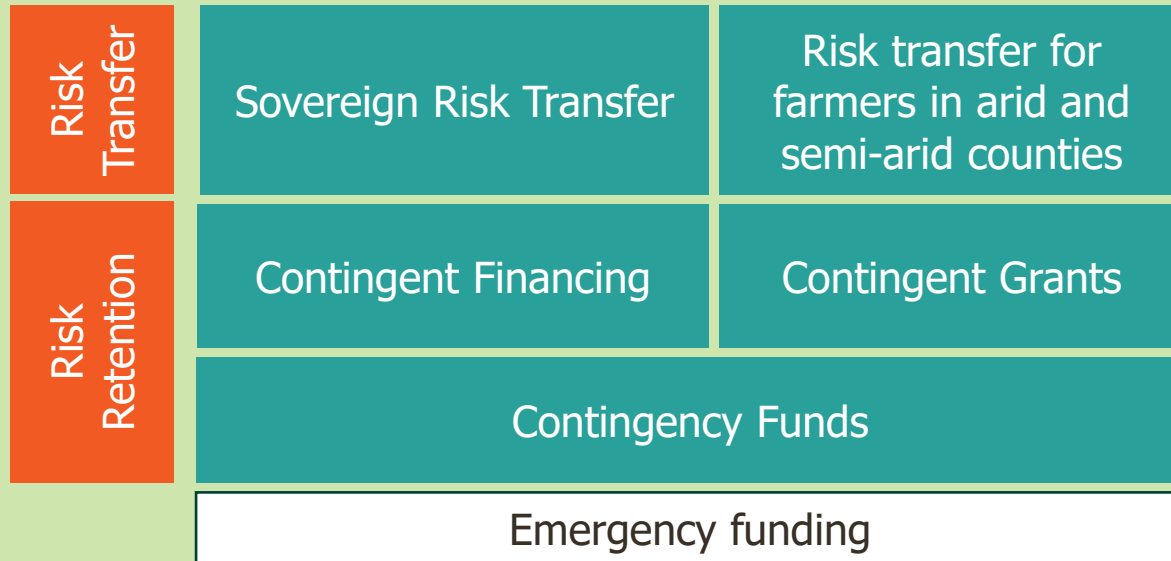 Risk
Transfer
Sovereign Risk Transfer
Risk transfer for
farmers in arid and
semi-arid counties
Risk
Retention
Contingent Financing
Contingent Grants
Contingency Funds
Emergency funding